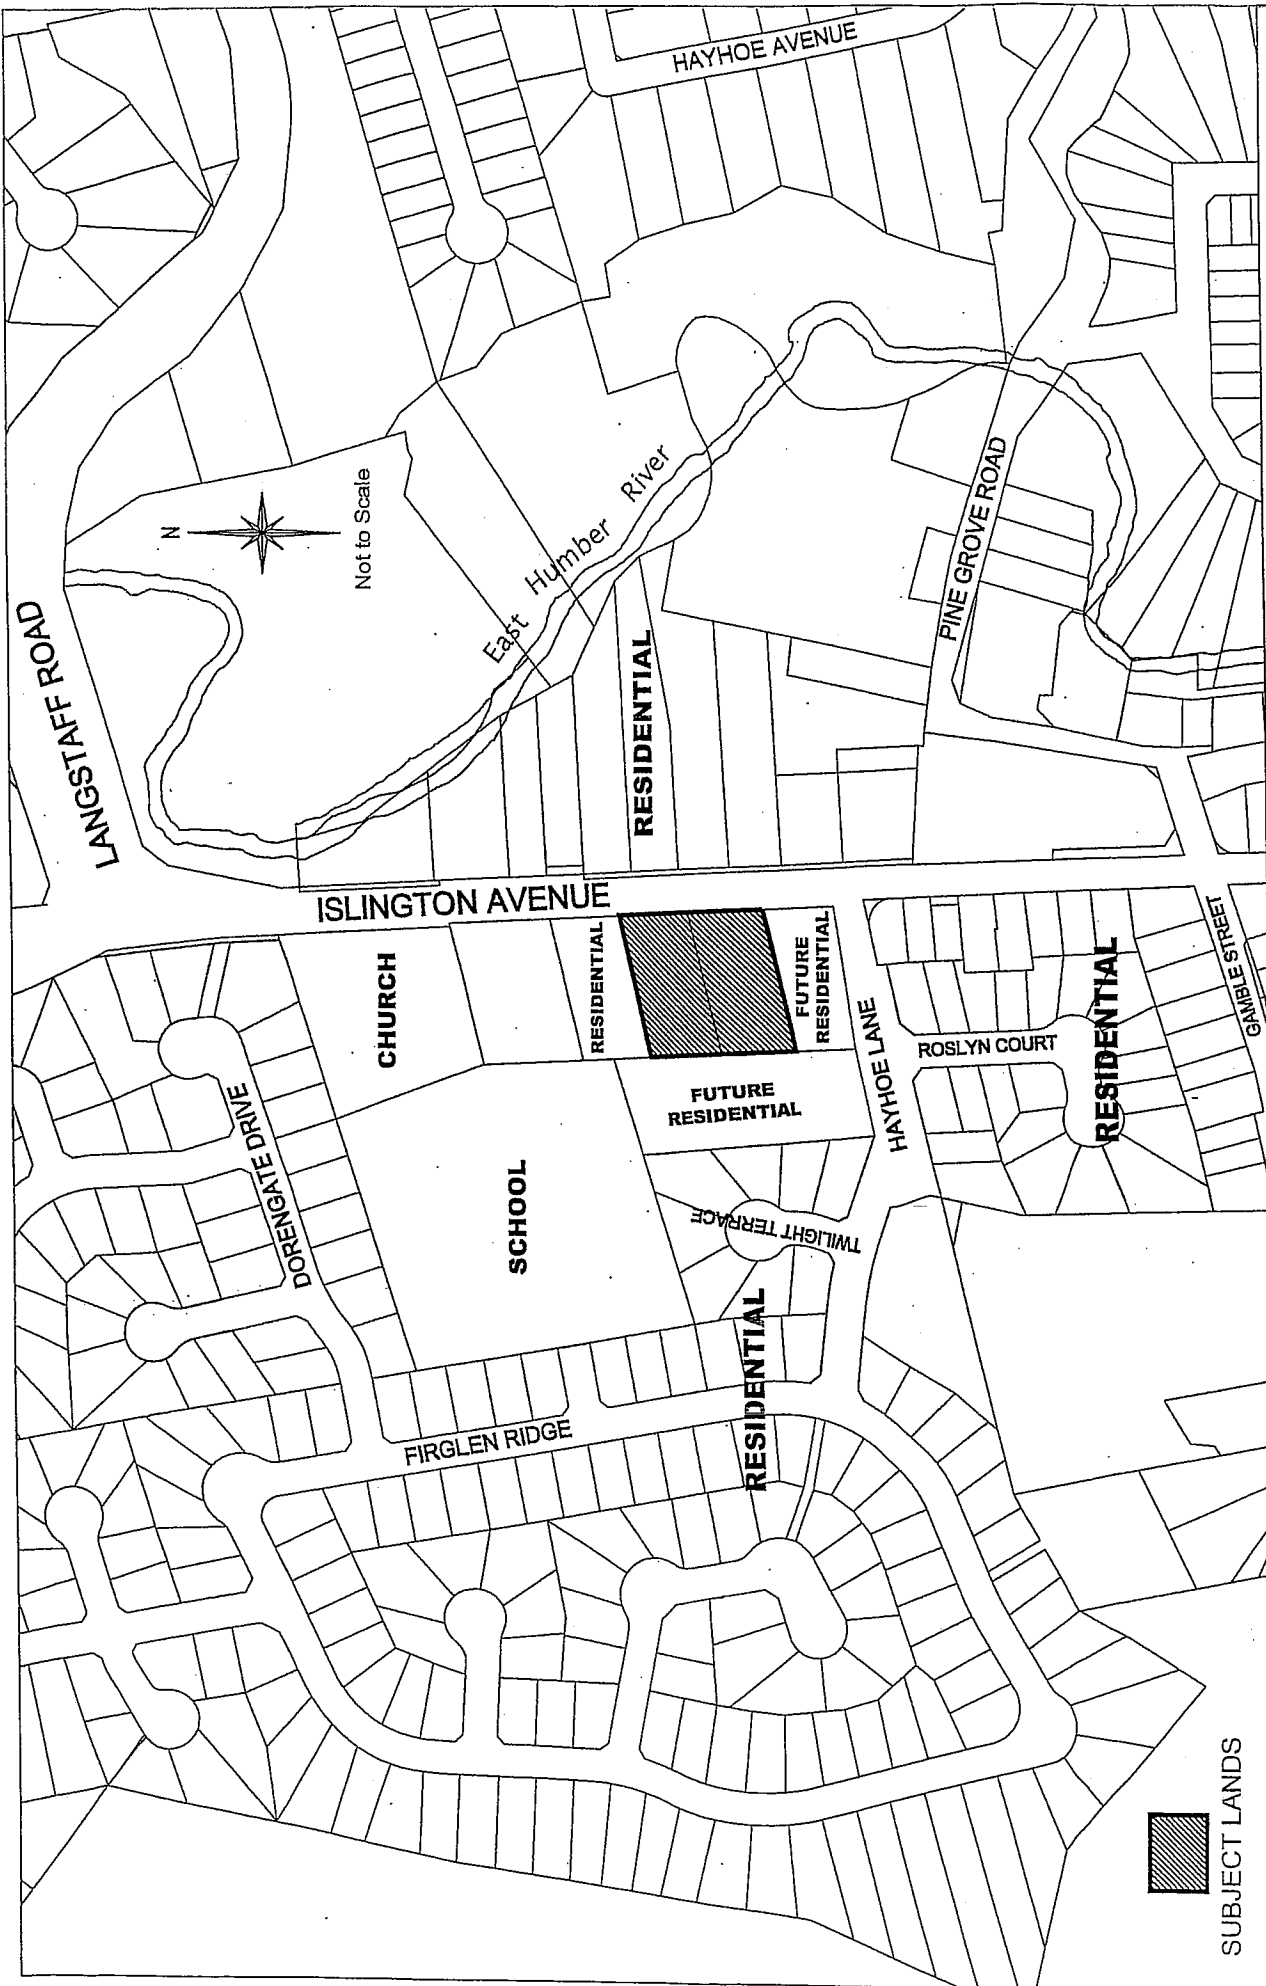 LANGSTAFF ROAD
HAYHOE AVENUE
N
Not to Scale
East Humber River
PINE GROVE ROAD
RESIDENTIAL
ISLINGTON AVENUE
CHURCH
RESIDENTIAL
FUTURE
RESIDENTIAL
FUTURE
RESIDENTIAL
HAYHOE LANE
ROSLYN COURT
RESIDENTIAL
GAMBLE STREET
DORENGATE DRIVE
SCHOOL
TWILIGHT TERRACE
RESIDENTIAL
FIRGLEN RIDGE
SUBJECT LANDS